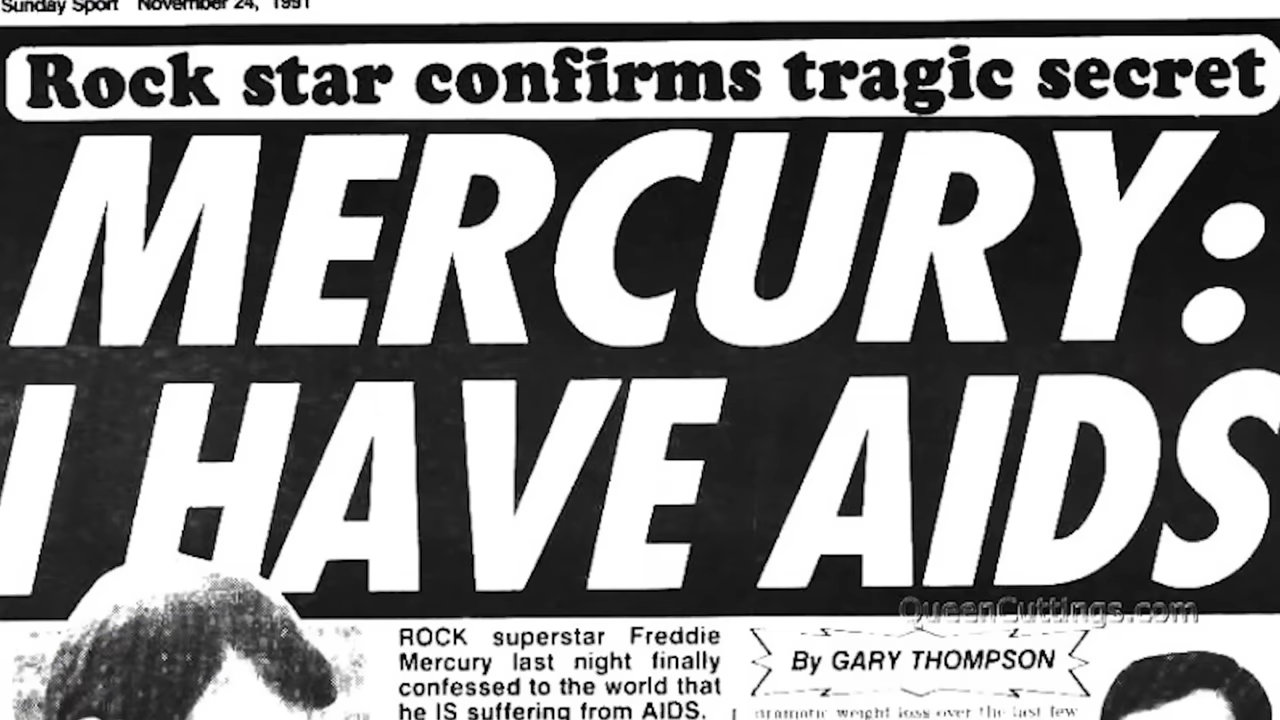 Sunday Sport November 24, 1991
Rock star confirms tragic secret
MERCURY:
I HAVE AIDS
QueenCuttings.com
ROCK superstar Freddie
Mercury last night finally
confessed to the world that
he IS suffering from AIDS.
By GARY THOMPSON
dramatic weight loss over the last few